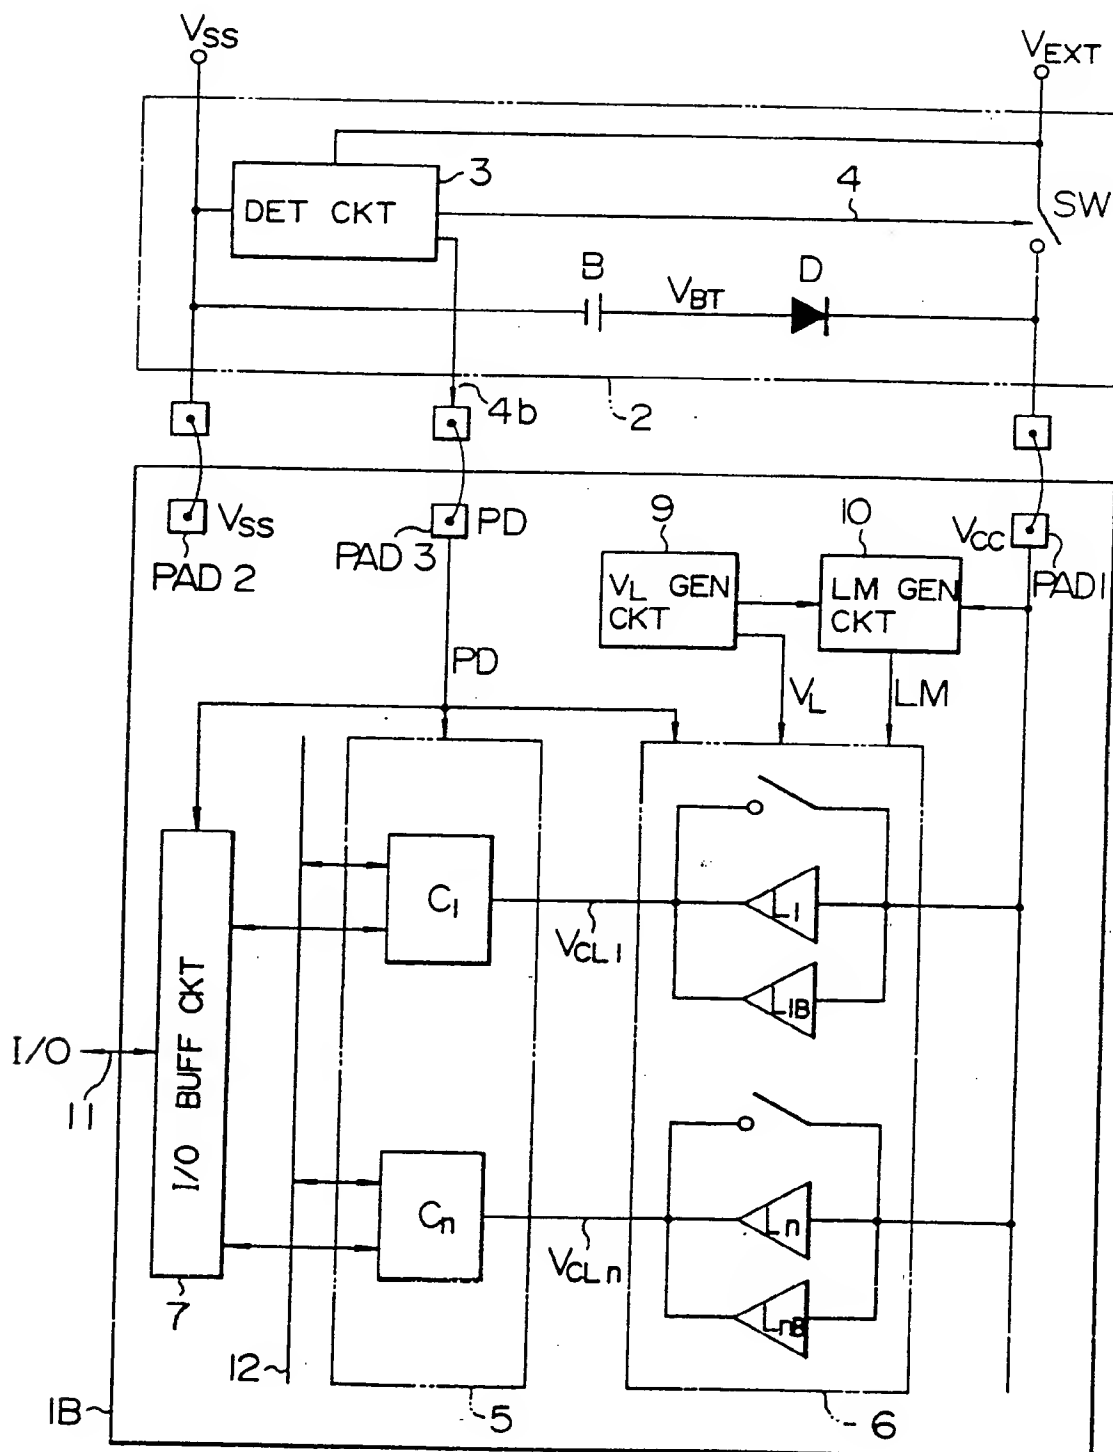 VSS
VEXT
3
DET CKT
4
SW
B
VBT
D
4b
2
VSS
PAD 2
PD
PAD 3
9
10
VCC
PAD 1
VL GEN
CKT
LM GEN
CKT
PD
VL
LM
C1
L1
VCL1
L1B
I/O
11
I/O BUFF CKT
Cn
Ln
VCLn
LnB
7
12
5
6
1B